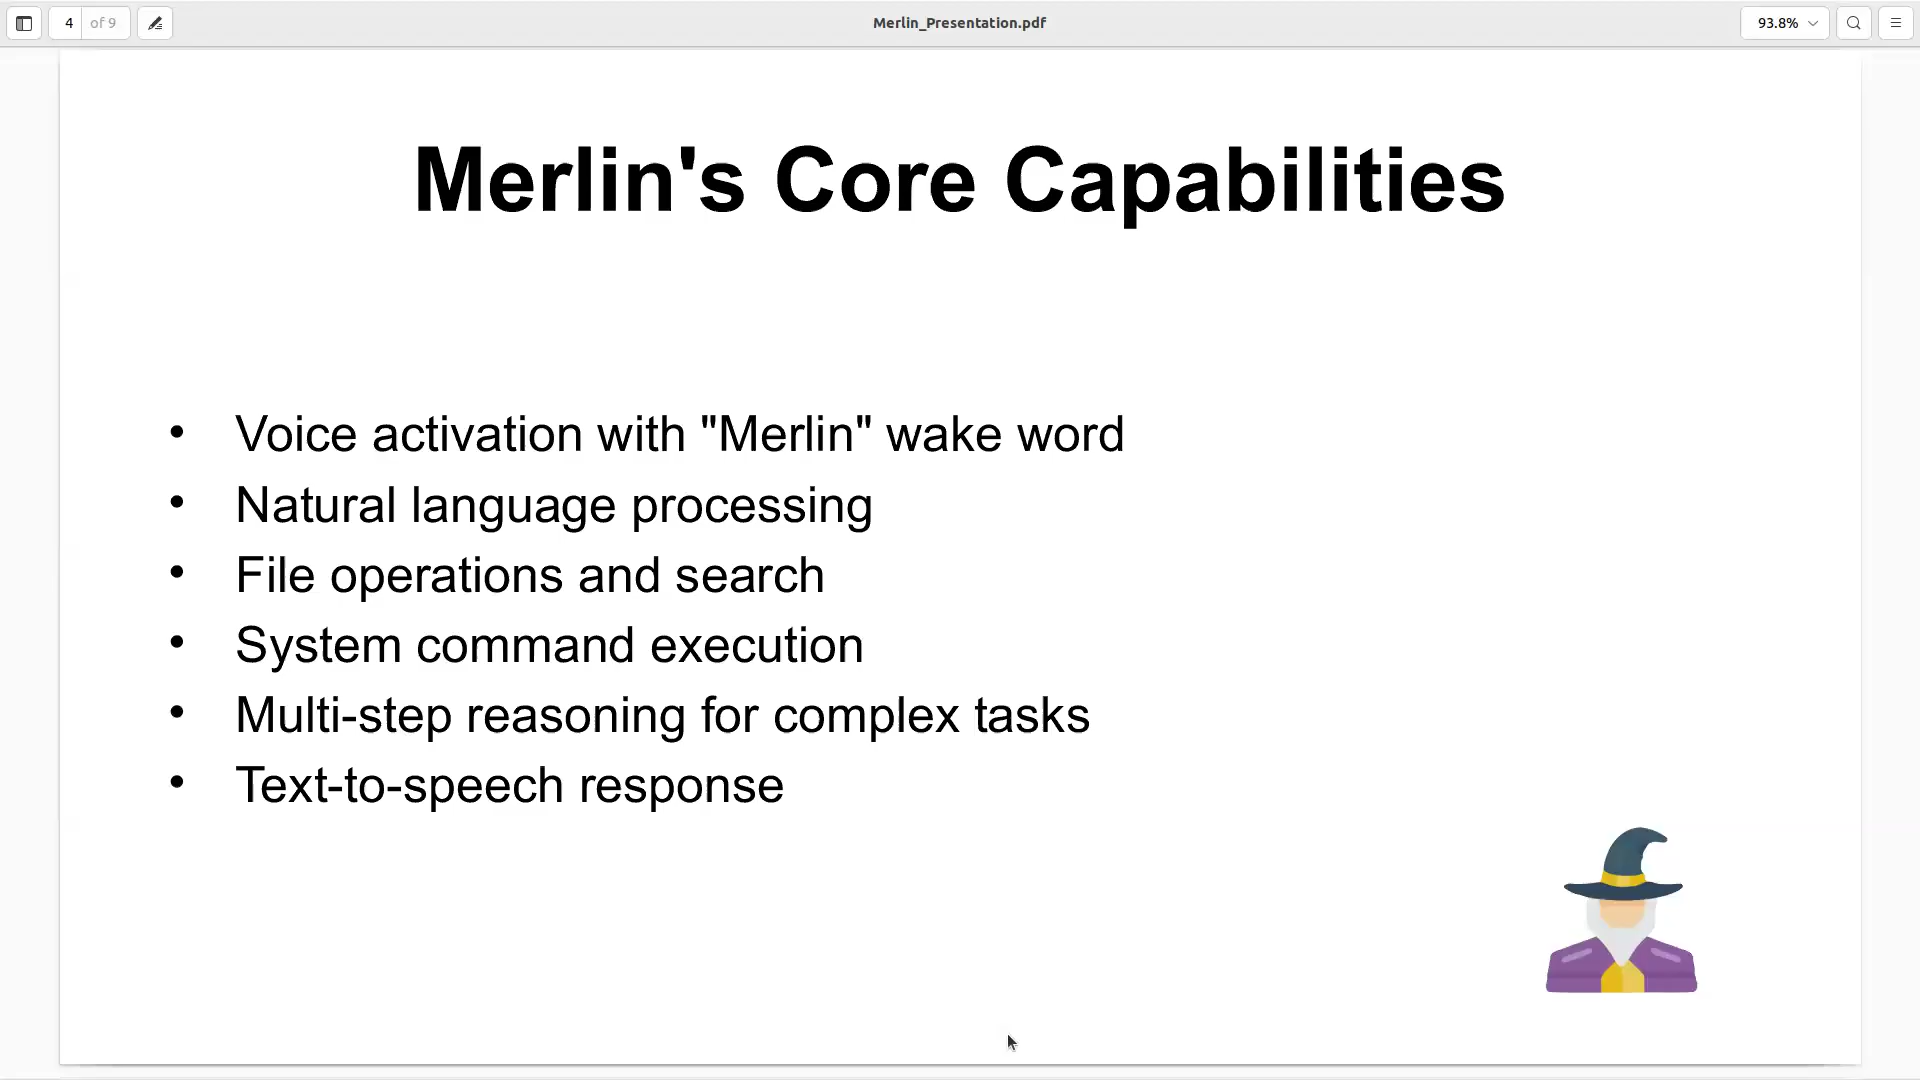 4 of 9
Merlin_Presentation.pdf
93.8%
Merlin's Core Capabilities
• Voice activation with "Merlin" wake word
• Natural language processing
• File operations and search
• System command execution
• Multi-step reasoning for complex tasks
• Text-to-speech response